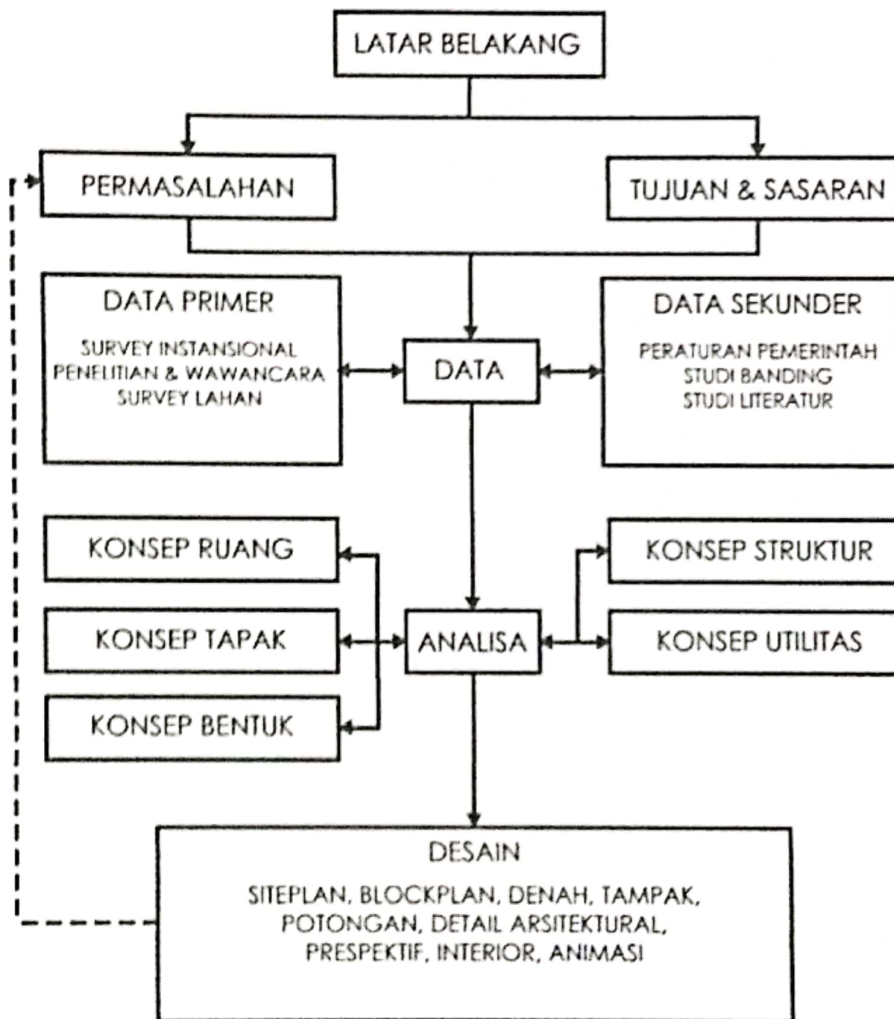 LATAR BELAKANG
PERMASALAHAN
TUJUAN & SASARAN
DATA PRIMER
SURVEY INSTANSIONAL
PENELITIAN & WAWANCARA
SURVEY LAHAN
DATA
DATA SEKUNDER
PERATURAN PEMERINTAH
STUDI BANDING
STUDI LITERATUR
KONSEP RUANG
KONSEP STRUKTUR
KONSEP TAPAK
ANALISA
KONSEP UTILITAS
KONSEP BENTUK
DESAIN
SITEPLAN, BLOCKPLAN, DENAH, TAMPAK,
POTONGAN, DETAIL ARSITEKTURAL,
PRESPEKTIF, INTERIOR, ANIMASI